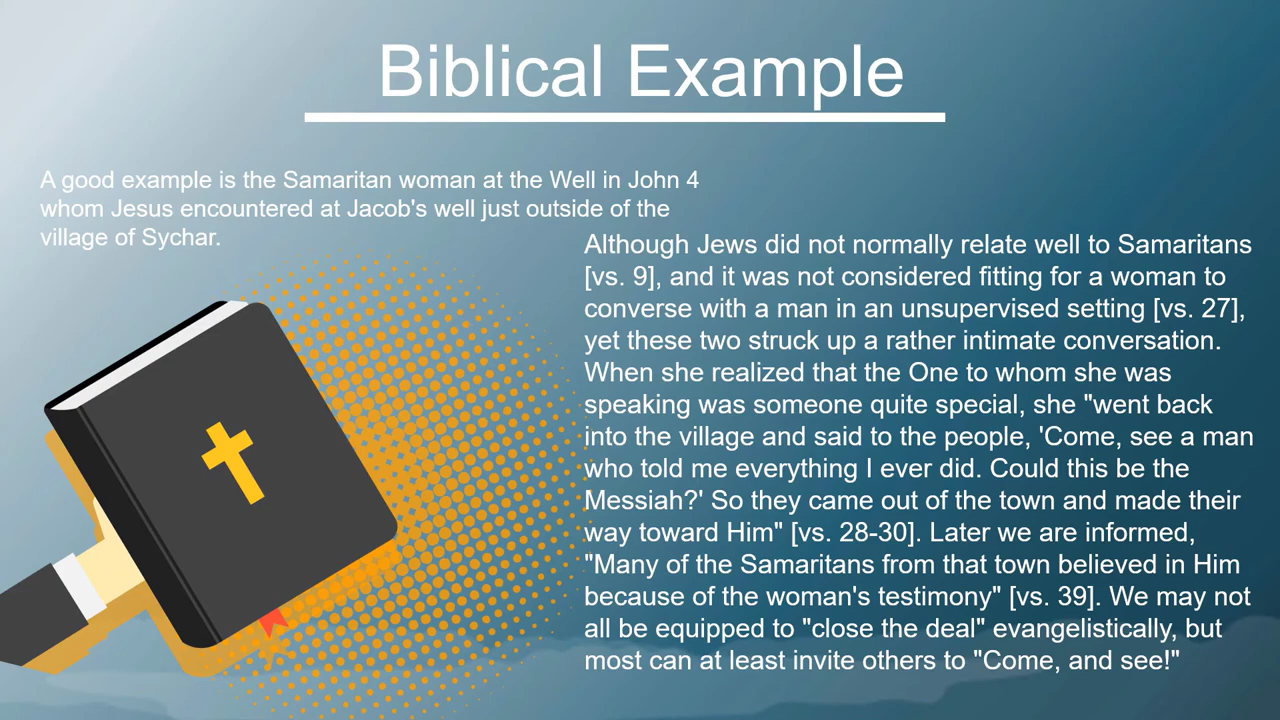 Biblical Example
A good example is the Samaritan woman at the Well in John 4
whom Jesus encountered at Jacob's well just outside of the
village of Sychar.
Although Jews did not normally relate well to Samaritans
[vs. 9], and it was not considered fitting for a woman to
converse with a man in an unsupervised setting [vs. 27],
yet these two struck up a rather intimate conversation.
When she realized that the One to whom she was
speaking was someone quite special, she "went back
into the village and said to the people, 'Come, see a man
who told me everything I ever did. Could this be the
Messiah?' So they came out of the town and made their
way toward Him" [vs. 28-30]. Later we are informed,
"Many of the Samaritans from that town believed in Him
because of the woman's testimony" [vs. 39]. We may not
all be equipped to "close the deal" evangelistically, but
most can at least invite others to "Come, and see!"